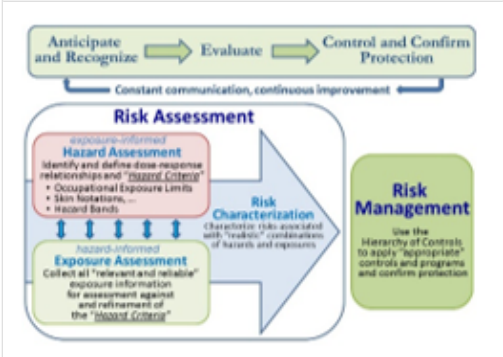 Anticipate
and Recognize
Evaluate
Control and Confirm
Protection
Constant communication, continuous improvement
Risk Assessment
exposure-informed
Hazard Assessment
Identify and define dose-response
relationships and "Hazard Criteria"
• Occupational Exposure Limits
• Skin Notations, ...
• Hazard Bands
hazard-informed
Exposure Assessment
Collect all "relevant and reliable"
exposure information
for assessment against
and refinement of
the "Hazard Criteria"
Risk
Characterization
Characterize risks associated
with "realistic" combinations
of hazards and exposures
Risk
Management
Use the
Hierarchy of Controls
to apply "appropriate"
controls and programs
and confirm protection